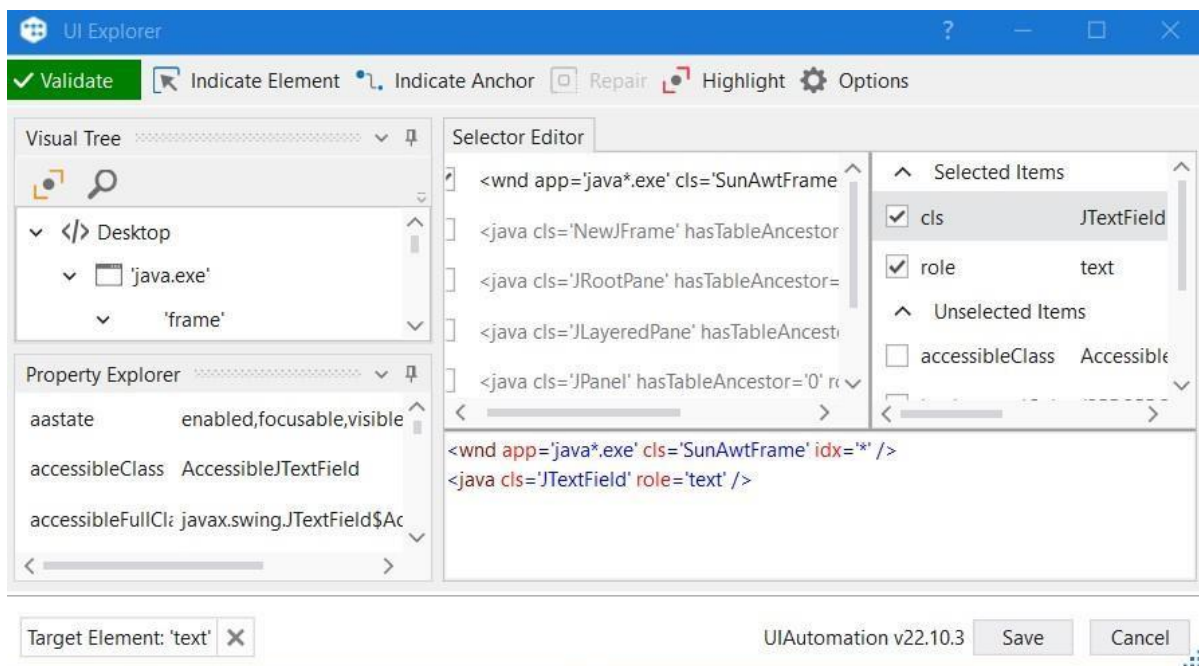 UI Explorer
Validate Indicate Element Indicate Anchor Repair Highlight Options
Visual Tree
</> Desktop
'java.exe'
'frame'
Property Explorer
aastate enabled,focusable,visible
accessibleClass AccessibleJTextField
accessibleFullCla javax.swing.JTextField$Ac
Selector Editor
<wnd app='java*.exe' cls='SunAwtFrame
<java cls='NewJFrame' hasTableAncestor
<java cls='JRootPane' hasTableAncestor=
<java cls='JLayeredPane' hasTableAncest
<java cls='JPanel' hasTableAncestor='0' ro
Selected Items
cls JTextField
role text
Unselected Items
accessibleClass Accessible
<wnd app='java*.exe' cls='SunAwtFrame' idx='*' />
<java cls='JTextField' role='text' />
Target Element: 'text'
UIAutomation v22.10.3 Save Cancel